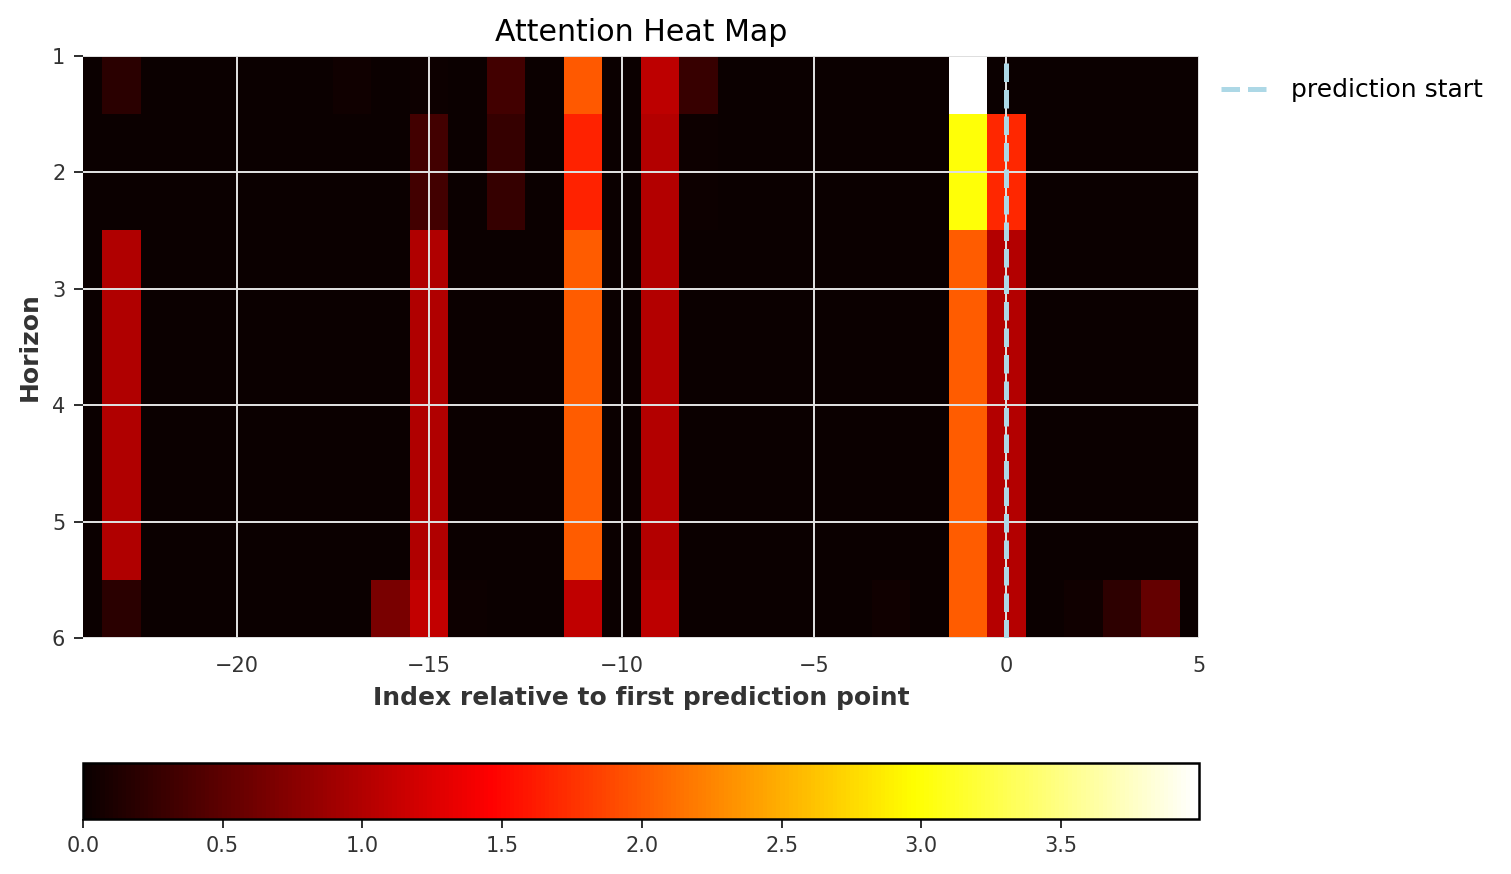 Attention Heat Map
1
2
3
4
5
6
Horizon
prediction start
−20 −15 −10 −5 0 5
Index relative to first prediction point
0.0 0.5 1.0 1.5 2.0 2.5 3.0 3.5